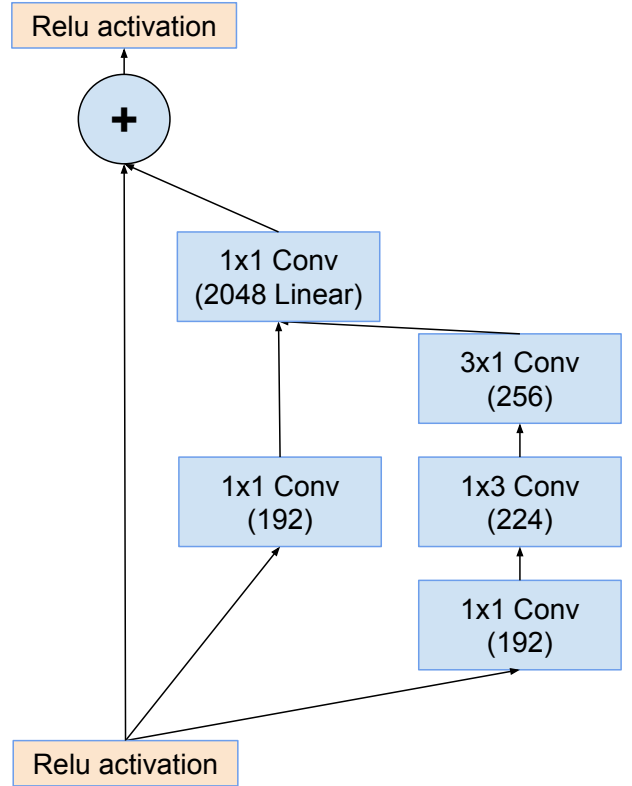 Relu activation
+
1x1 Conv
(2048 Linear)
3x1 Conv
(256)
1x1 Conv
(192)
1x3 Conv
(224)
1x1 Conv
(192)
Relu activation